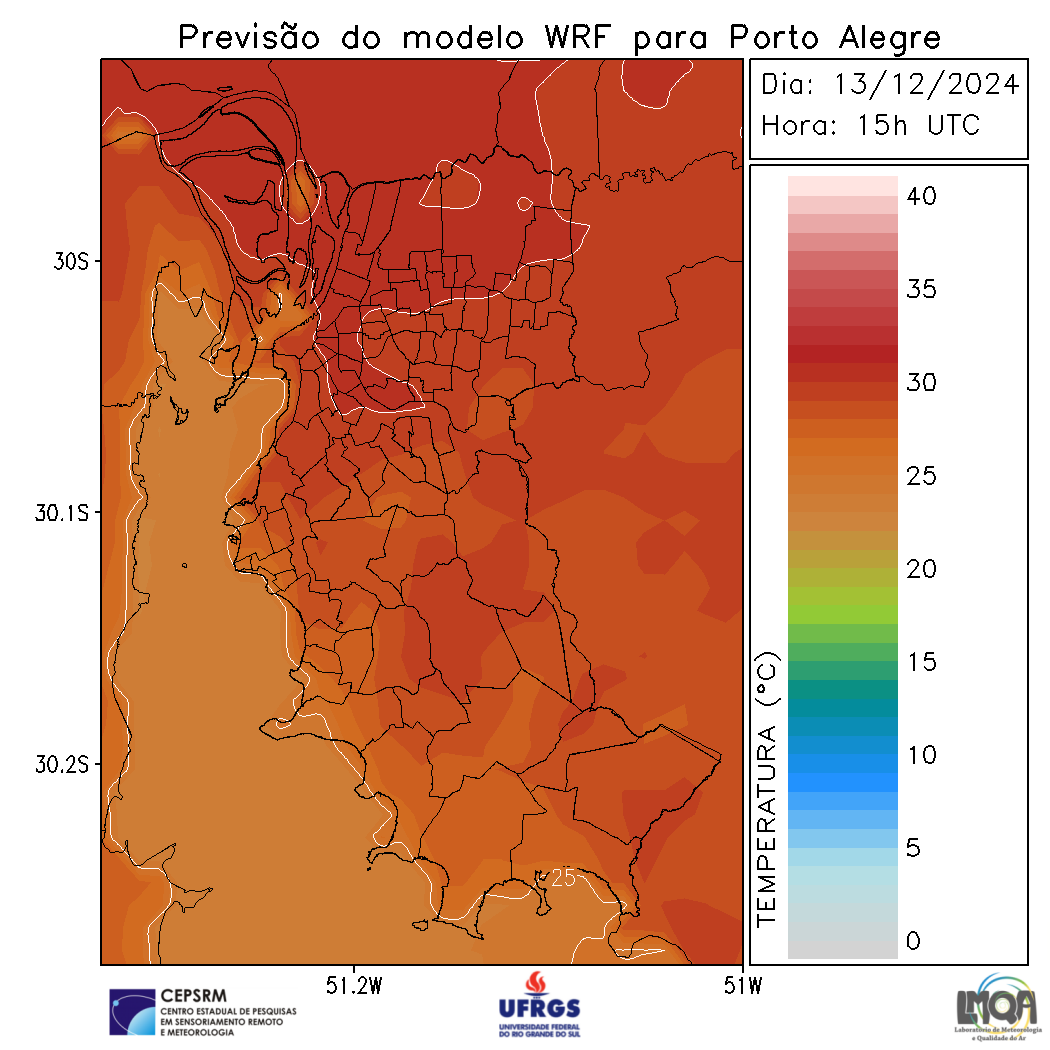 Previsão do modelo WRF para Porto Alegre
Dia: 13/12/2024
Hora: 15h UTC
40
35
30
25
20
15
10
5
0
TEMPERATURA (°C)
30S
30.1S
30.2S
25
51.2W
51W
CEPSRM
CENTRO ESTADUAL DE PESQUISAS
EM SENSORIAMENTO REMOTO
E METEOROLOGIA
UFRGS
UNIVERSIDADE FEDERAL
DO RIO GRANDE DO SUL
LMQA
Laboratório de Meteorologia
e Qualidade do Ar